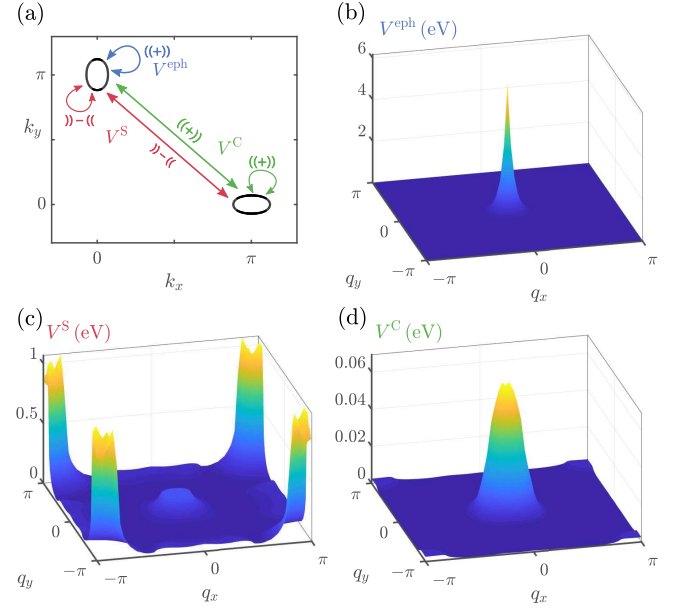 (a)
((+))
V^eph
π
))−((
k_y
V^S
((+))
))−((
V^C
((+))
0
0
π
k_x
(b)
V^eph (eV)
6
4
2
π
0
−π
q_y
−π
0
q_x
π
(c)
V^S (eV)
1
0.5
0
π
0
−π
q_y
−π
0
q_x
π
(d)
V^C (eV)
0.06
0.04
0.02
0
π
0
−π
q_y
−π
0
q_x
π